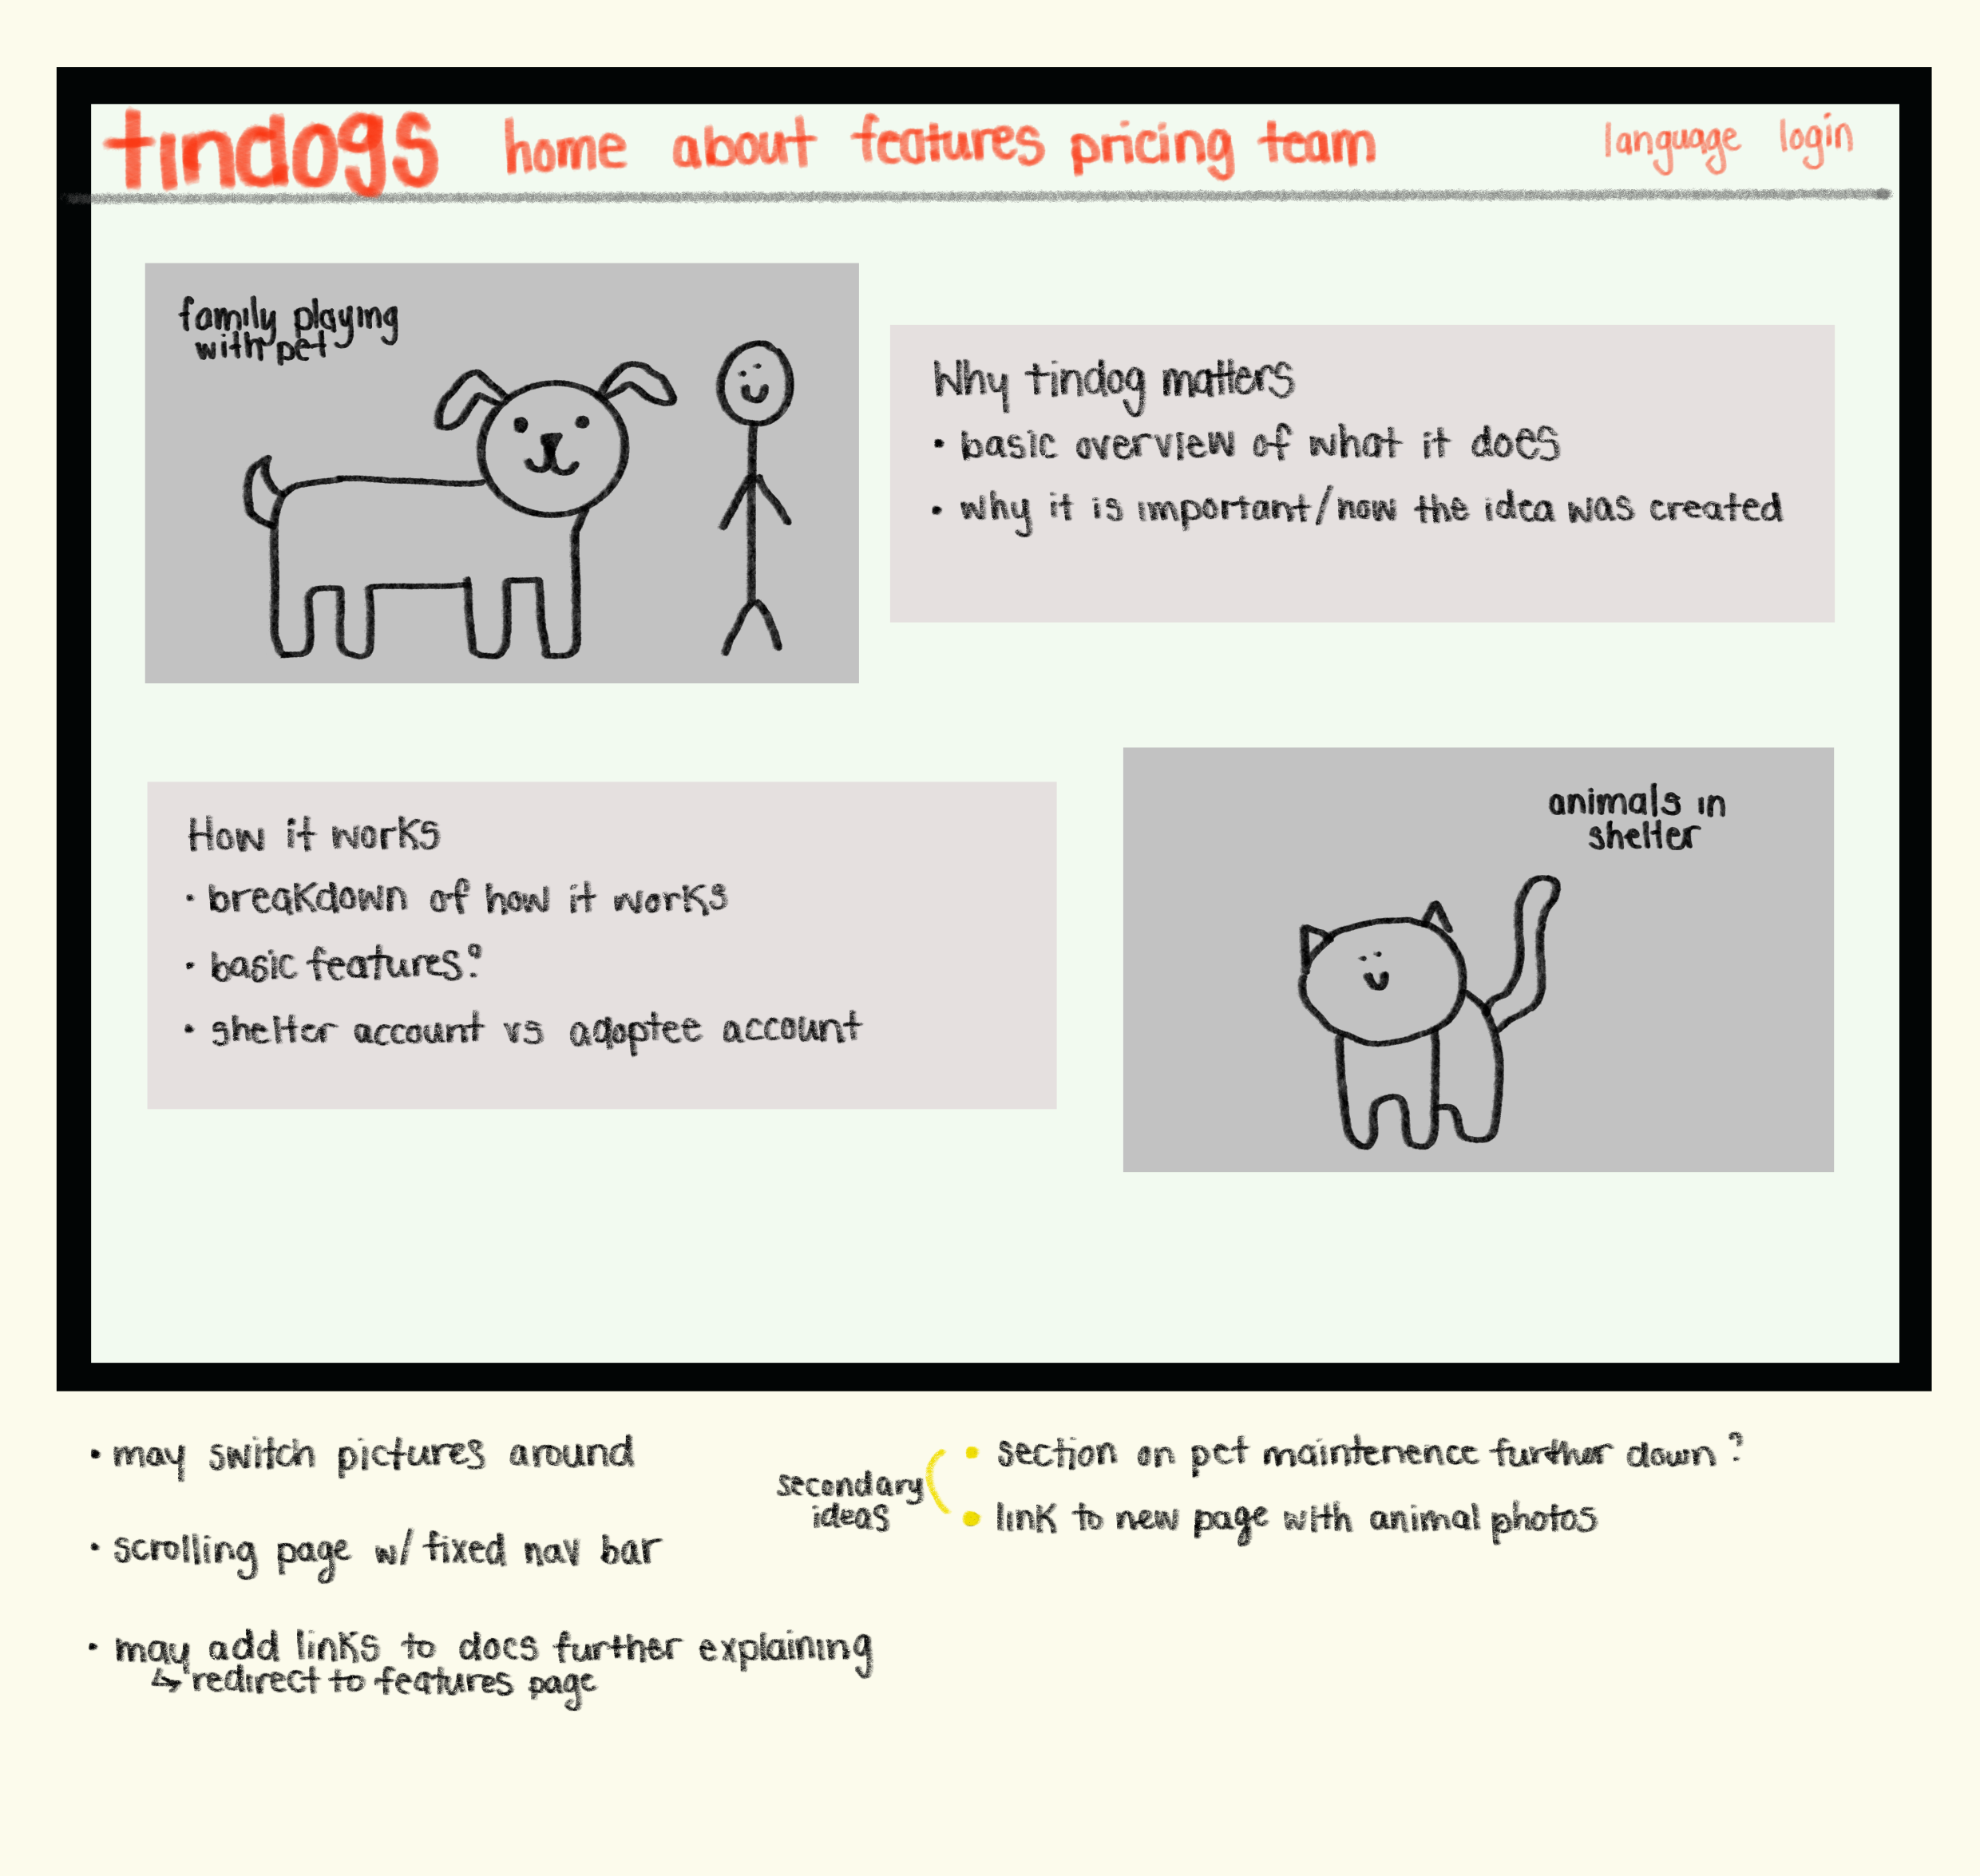 tindogs home about features pricing team language login
family playing
with pet
Why tindog matters
• basic overview of what it does
• why it is important/how the idea was created
How it works
• breakdown of how it works
• basic features?
• shelter account vs adoptee account
animals in
shelter
• may switch pictures around
• scrolling page w/ fixed nav bar
• may add links to docs further explaining
↳ redirect to features page
secondary
ideas
• section on pet maintenence further down?
• link to new page with animal photos